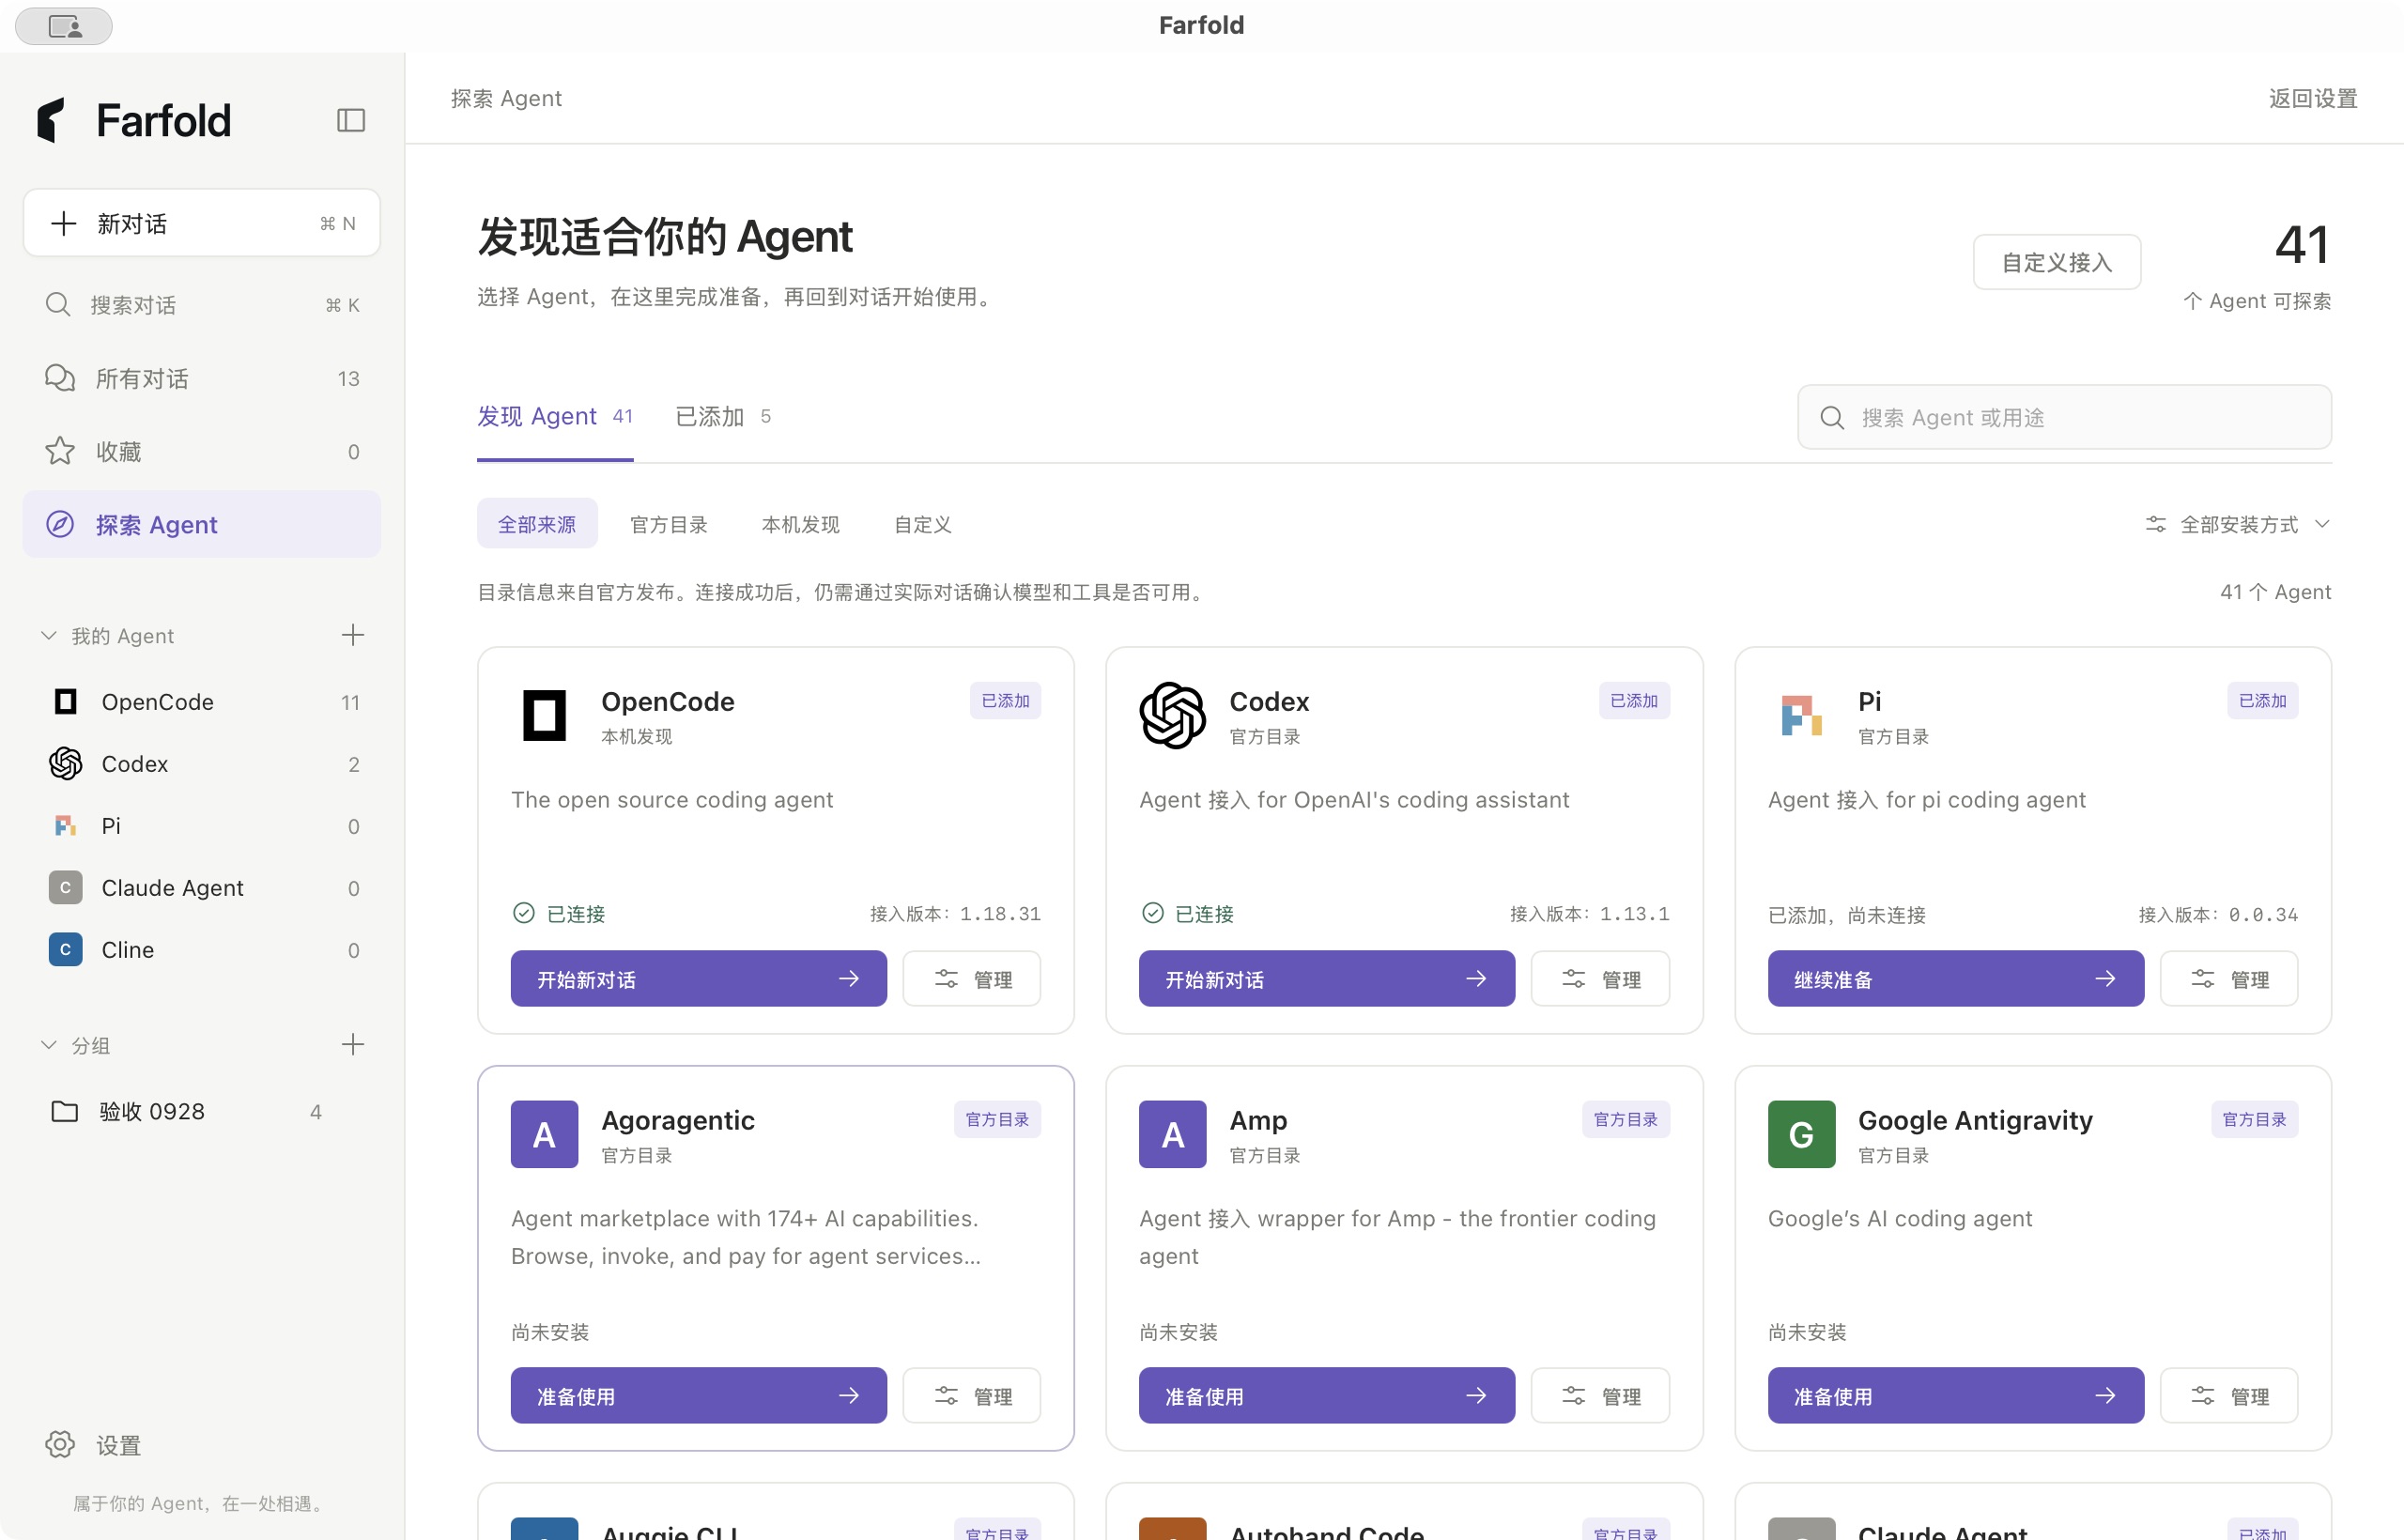 Farfold
Farfold
新对话 ⌘ N
搜索对话 ⌘ K
所有对话 13
收藏 0
探索 Agent
我的 Agent
OpenCode 11
Codex 2
Pi 0
C Claude Agent 0
C Cline 0
分组
验收 0928 4
设置
属于你的 Agent，在一处相遇。
探索 Agent 返回设置
发现适合你的 Agent
选择 Agent，在这里完成准备，再回到对话开始使用。
自定义接入
41
个 Agent 可探索
发现 Agent 41 已添加 5
搜索 Agent 或用途
全部来源 官方目录 本机发现 自定义
全部安装方式
目录信息来自官方发布。连接成功后，仍需通过实际对话确认模型和工具是否可用。
41 个 Agent
OpenCode 已添加
本机发现
The open source coding agent
已连接 接入版本：1.18.31
开始新对话 管理
Codex 已添加
官方目录
Agent 接入 for OpenAI's coding assistant
已连接 接入版本：1.13.1
开始新对话 管理
Pi 已添加
官方目录
Agent 接入 for pi coding agent
已添加，尚未连接 接入版本：0.0.34
继续准备 管理
A Agoragentic 官方目录
官方目录
Agent marketplace with 174+ AI capabilities.
Browse, invoke, and pay for agent services...
尚未安装
准备使用 管理
A Amp 官方目录
官方目录
Agent 接入 wrapper for Amp - the frontier coding
agent
尚未安装
准备使用 管理
G Google Antigravity 官方目录
官方目录
Google’s AI coding agent
尚未安装
准备使用 管理
Auggie CLI 官方目录
Autohand Code 官方目录
Claude Agent 已添加